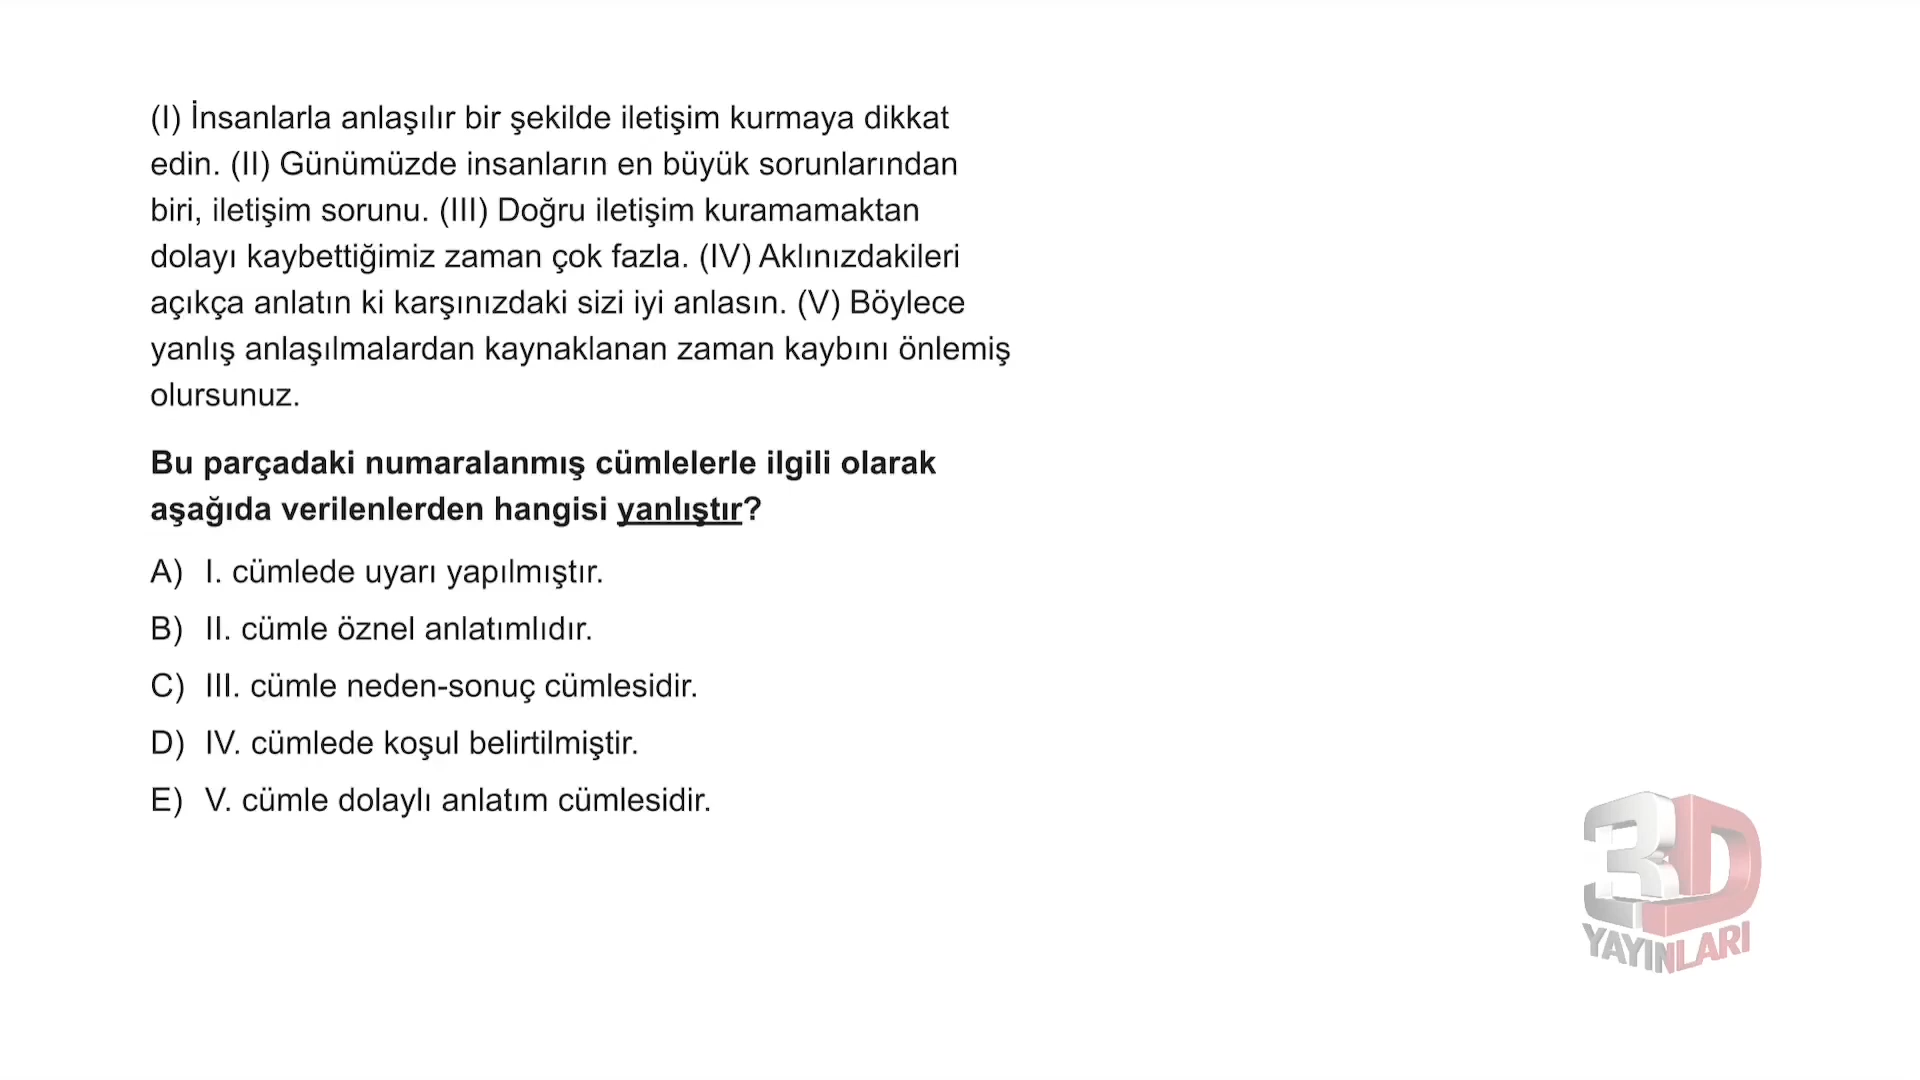 (I) İnsanlarla anlaşılır bir şekilde iletişim kurmaya dikkat
edin. (II) Günümüzde insanların en büyük sorunlarından
biri, iletişim sorunu. (III) Doğru iletişim kuramamaktan
dolayı kaybettiğimiz zaman çok fazla. (IV) Aklınızdakileri
açıkça anlatın ki karşınızdaki sizi iyi anlasın. (V) Böylece
yanlış anlaşılmalardan kaynaklanan zaman kaybını önlemiş
olursunuz.
Bu parçadaki numaralanmış cümlelerle ilgili olarak
aşağıda verilenlerden hangisi yanlıştır?
A) I. cümlede uyarı yapılmıştır.
B) II. cümle öznel anlatımlıdır.
C) III. cümle neden-sonuç cümlesidir.
D) IV. cümlede koşul belirtilmiştir.
E) V. cümle dolaylı anlatım cümlesidir.
3D
YAYINLARI